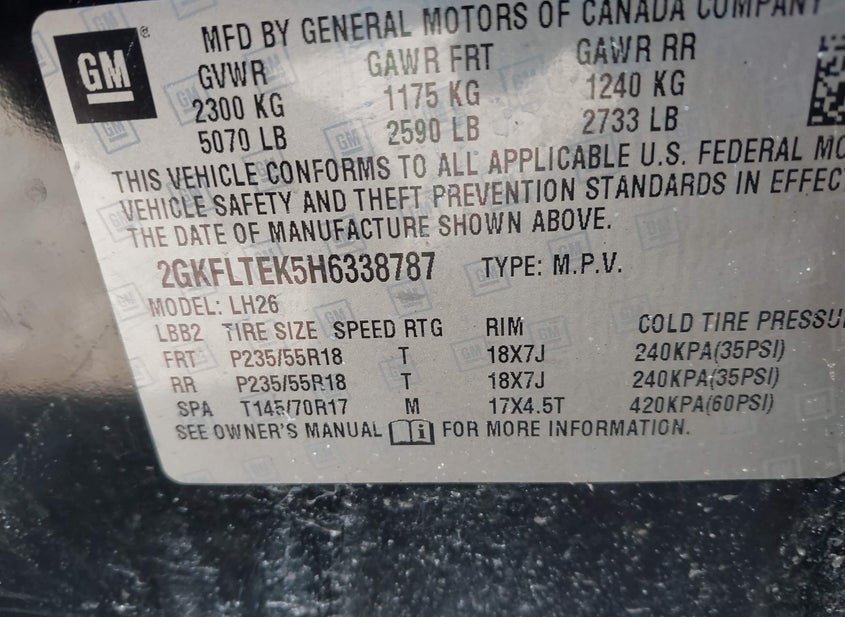 GM
MFD BY GENERAL MOTORS OF CANADA COMPANY
GVWR GAWR FRT GAWR RR
2300 KG 1175 KG 1240 KG
5070 LB 2590 LB 2733 LB
THIS VEHICLE CONFORMS TO ALL APPLICABLE U.S. FEDERAL MO
VEHICLE SAFETY AND THEFT PREVENTION STANDARDS IN EFFEC
THE DATE OF MANUFACTURE SHOWN ABOVE.
2GKFLTEK5H6338787 TYPE: M.P.V.
MODEL: LH26
LBB2 TIRE SIZE SPEED RTG RIM COLD TIRE PRESSU
FRT P235/55R18 T 18X7J 240KPA(35PSI)
RR P235/55R18 T 18X7J 240KPA(35PSI)
SPA T145/70R17 M 17X4.5T 420KPA(60PSI)
SEE OWNER'S MANUAL i FOR MORE INFORMATION.